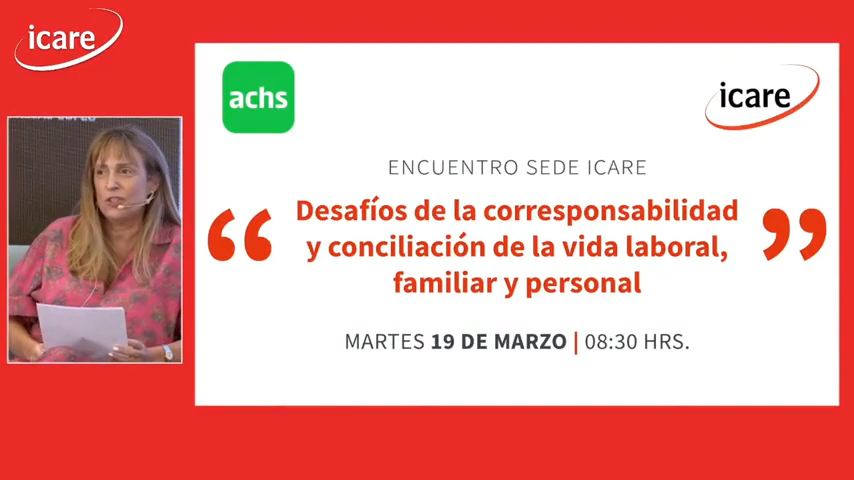 icare
achs
icare
ENCUENTRO SEDE ICARE
“ Desafíos de la corresponsabilidad
y conciliación de la vida laboral,
familiar y personal ”
MARTES 19 DE MARZO | 08:30 HRS.